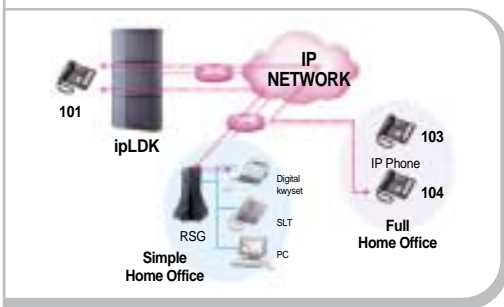 IP
NETWORK
101
ipLDK
103
IP Phone
104
Full
Home Office
Digital
kwyset
SLT
PC
RSG
Simple
Home Office